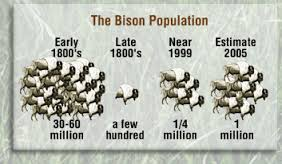 The Bison Population
Early Late Near Estimate
1800's 1800's 1999 2005
30-60 a few 1/4 1
million hundred million million